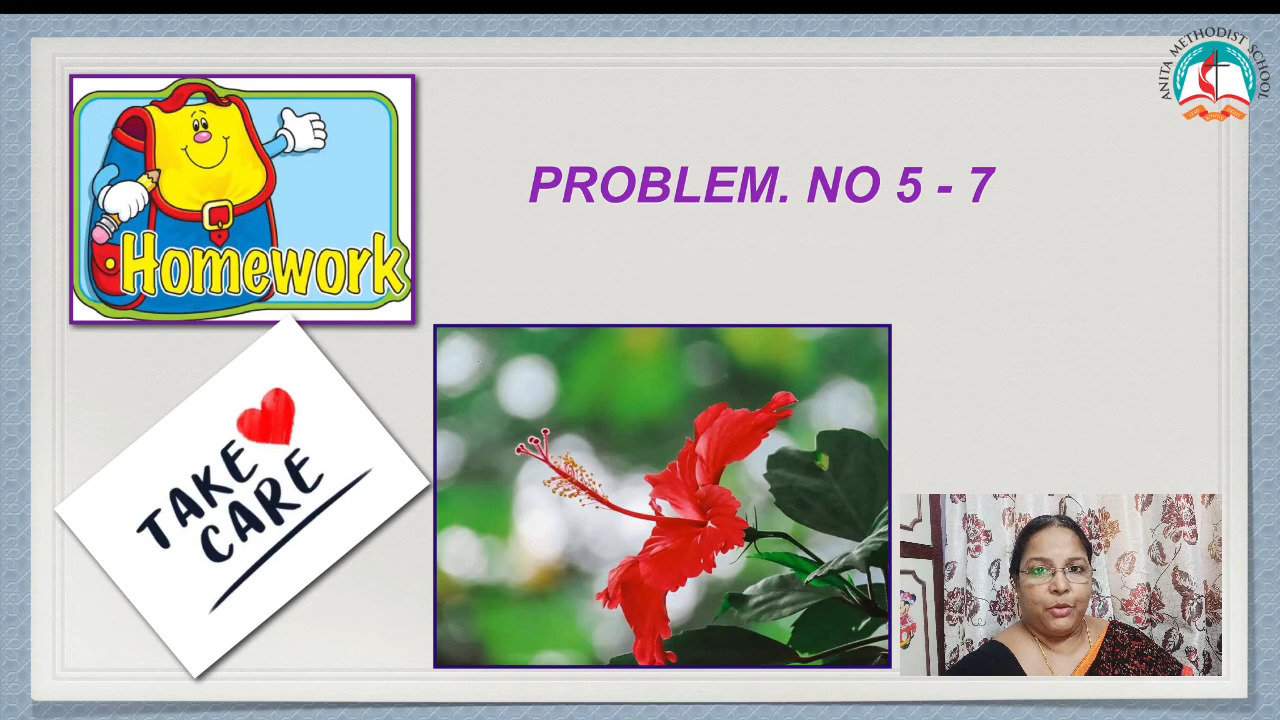 ANITA METHODIST SCHOOL
PROBLEM. NO 5 - 7
Homework
TAKE
CARE